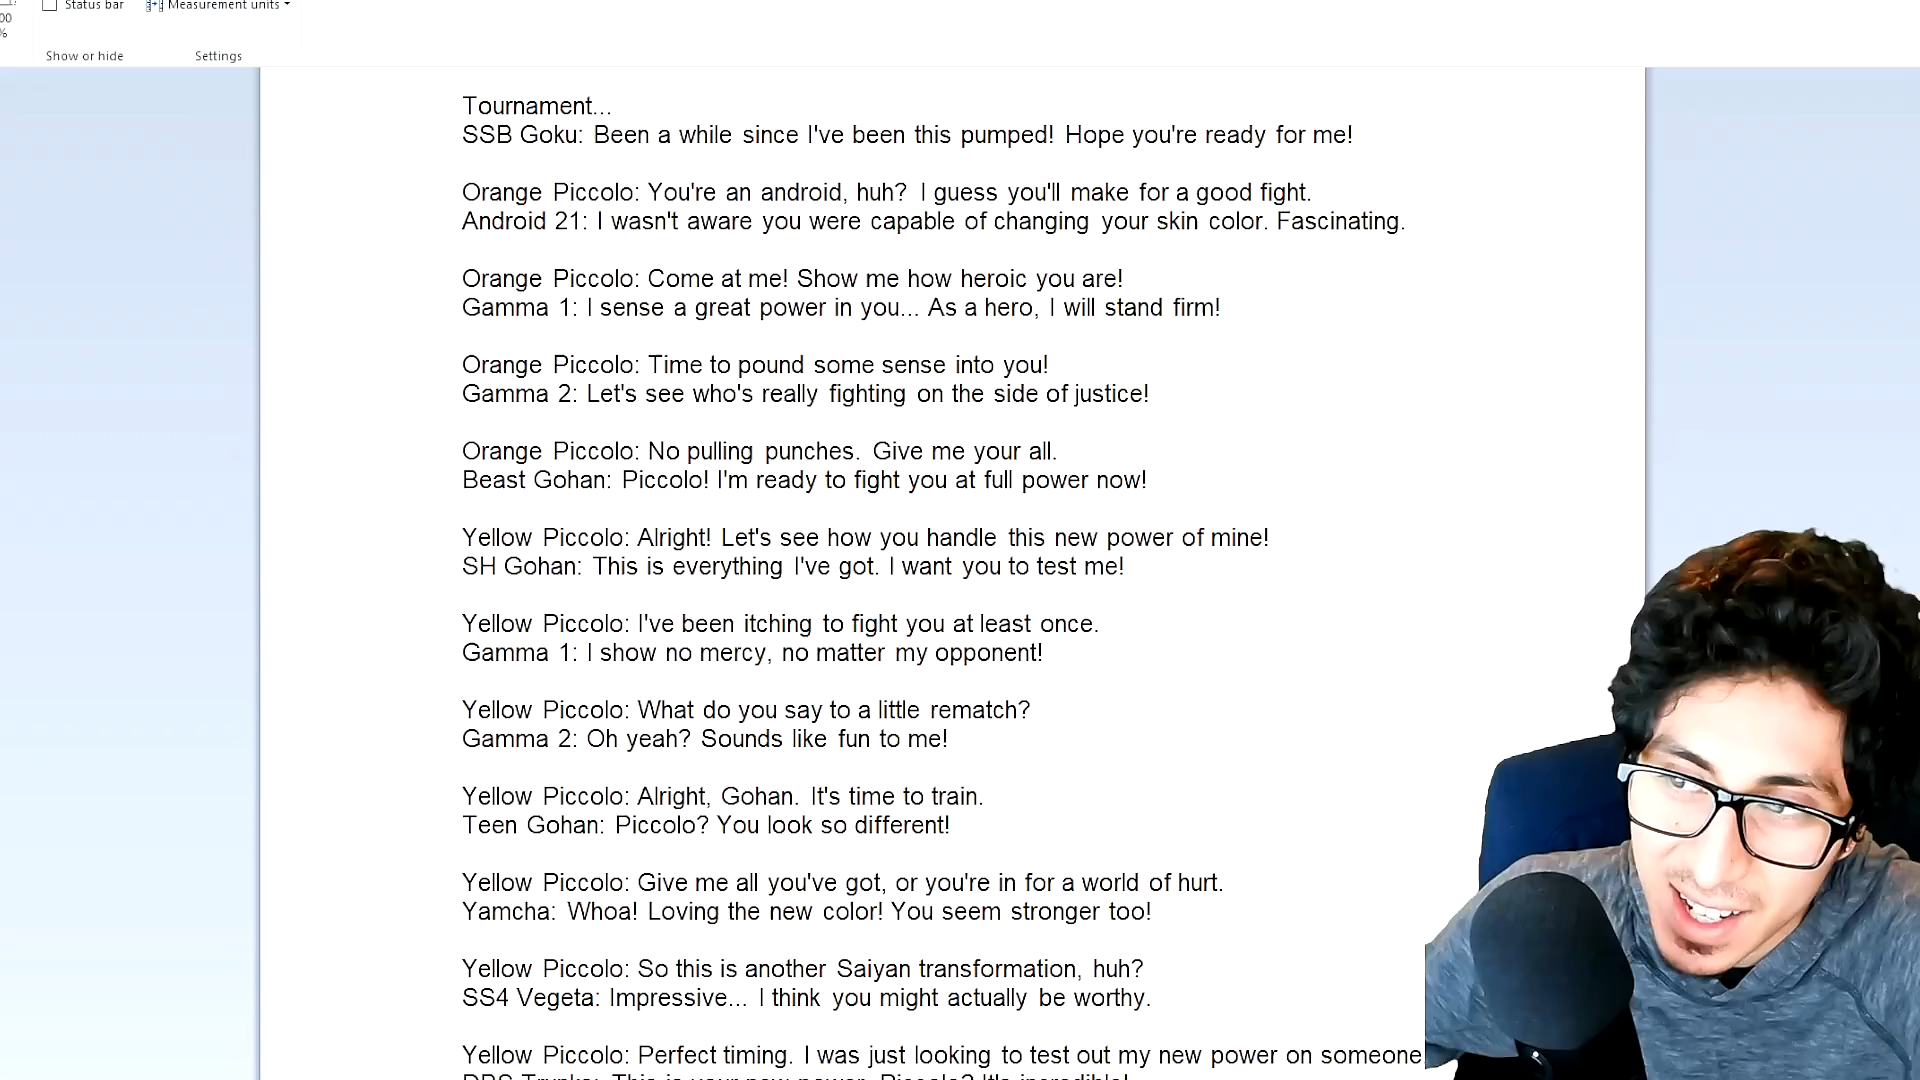 00
%
Status bar
Measurement units
Show or hide
Settings
Tournament...
SSB Goku: Been a while since I've been this pumped! Hope you're ready for me!
Orange Piccolo: You're an android, huh? I guess you'll make for a good fight.
Android 21: I wasn't aware you were capable of changing your skin color. Fascinating.
Orange Piccolo: Come at me! Show me how heroic you are!
Gamma 1: I sense a great power in you... As a hero, I will stand firm!
Orange Piccolo: Time to pound some sense into you!
Gamma 2: Let's see who's really fighting on the side of justice!
Orange Piccolo: No pulling punches. Give me your all.
Beast Gohan: Piccolo! I'm ready to fight you at full power now!
Yellow Piccolo: Alright! Let's see how you handle this new power of mine!
SH Gohan: This is everything I've got. I want you to test me!
Yellow Piccolo: I've been itching to fight you at least once.
Gamma 1: I show no mercy, no matter my opponent!
Yellow Piccolo: What do you say to a little rematch?
Gamma 2: Oh yeah? Sounds like fun to me!
Yellow Piccolo: Alright, Gohan. It's time to train.
Teen Gohan: Piccolo? You look so different!
Yellow Piccolo: Give me all you've got, or you're in for a world of hurt.
Yamcha: Whoa! Loving the new color! You seem stronger too!
Yellow Piccolo: So this is another Saiyan transformation, huh?
SS4 Vegeta: Impressive... I think you might actually be worthy.
Yellow Piccolo: Perfect timing. I was just looking to test out my new power on someone
DBS Trunks: This is your new power, Piccolo? It's incredible!